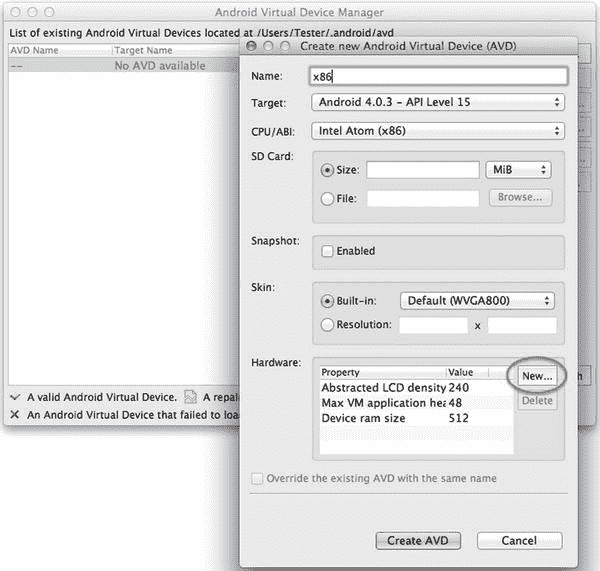 Android Virtual Device Manager
List of existing Android Virtual Devices located at /Users/Tester/.android/avd
AVD Name Target Name
-- No AVD available
A valid Android Virtual Device. A repai
An Android Virtual Device that failed to loa
Create new Android Virtual Device (AVD)
Name: x86
Target: Android 4.0.3 – API Level 15
CPU/ABI: Intel Atom (x86)
SD Card:
Size: MiB
File: Browse...
Snapshot:
Enabled
Skin:
Built-in: Default (WVGA800)
Resolution: x
Hardware:
Property Value
New...
Abstracted LCD density 240
Max VM application hea 48
Delete
Device ram size 512
Override the existing AVD with the same name
Create AVD Cancel